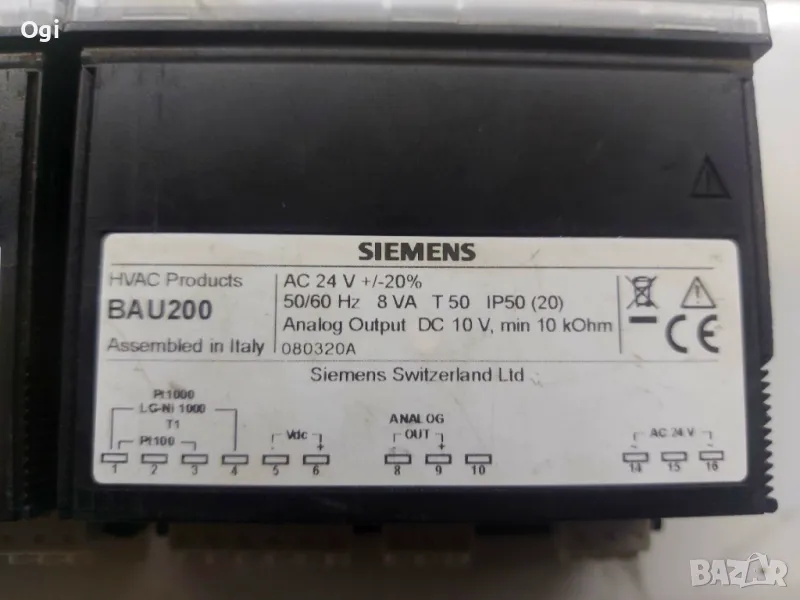 Ogi
SIEMENS
HVAC Products
BAU200
Assembled in Italy
AC 24 V +/-20%
50/60 Hz 8 VA T 50 IP50 (20)
Analog Output DC 10 V, min 10 kOhm
080320A
CE
Siemens Switzerland Ltd
Pt1000
LG-Ni 1000
T1
Pt100
Vdc
+
ANALOG
- OUT +
AC 24 V
~ ~
1 2 3 4 5 6 8 9 10 14 15 16
BAZAR